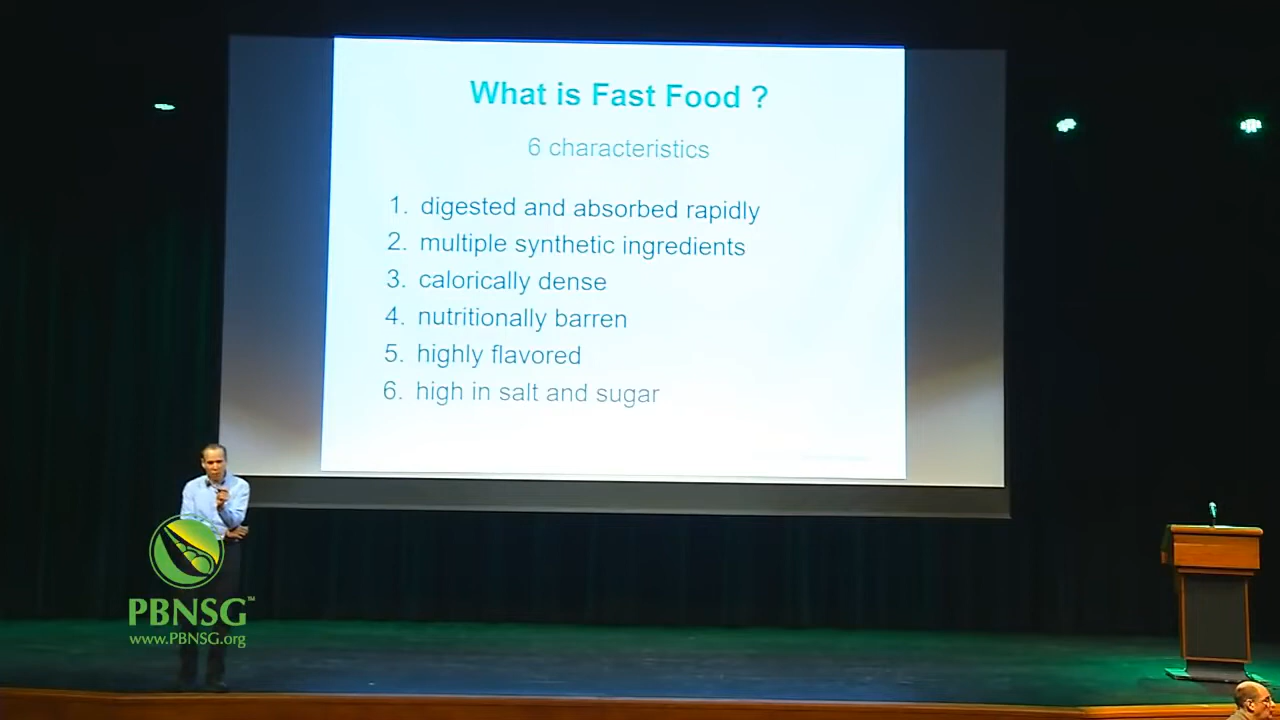 What is Fast Food ?
6 characteristics
1. digested and absorbed rapidly
2. multiple synthetic ingredients
3. calorically dense
4. nutritionally barren
5. highly flavored
6. high in salt and sugar
PBNSG™
www.PBNSG.org